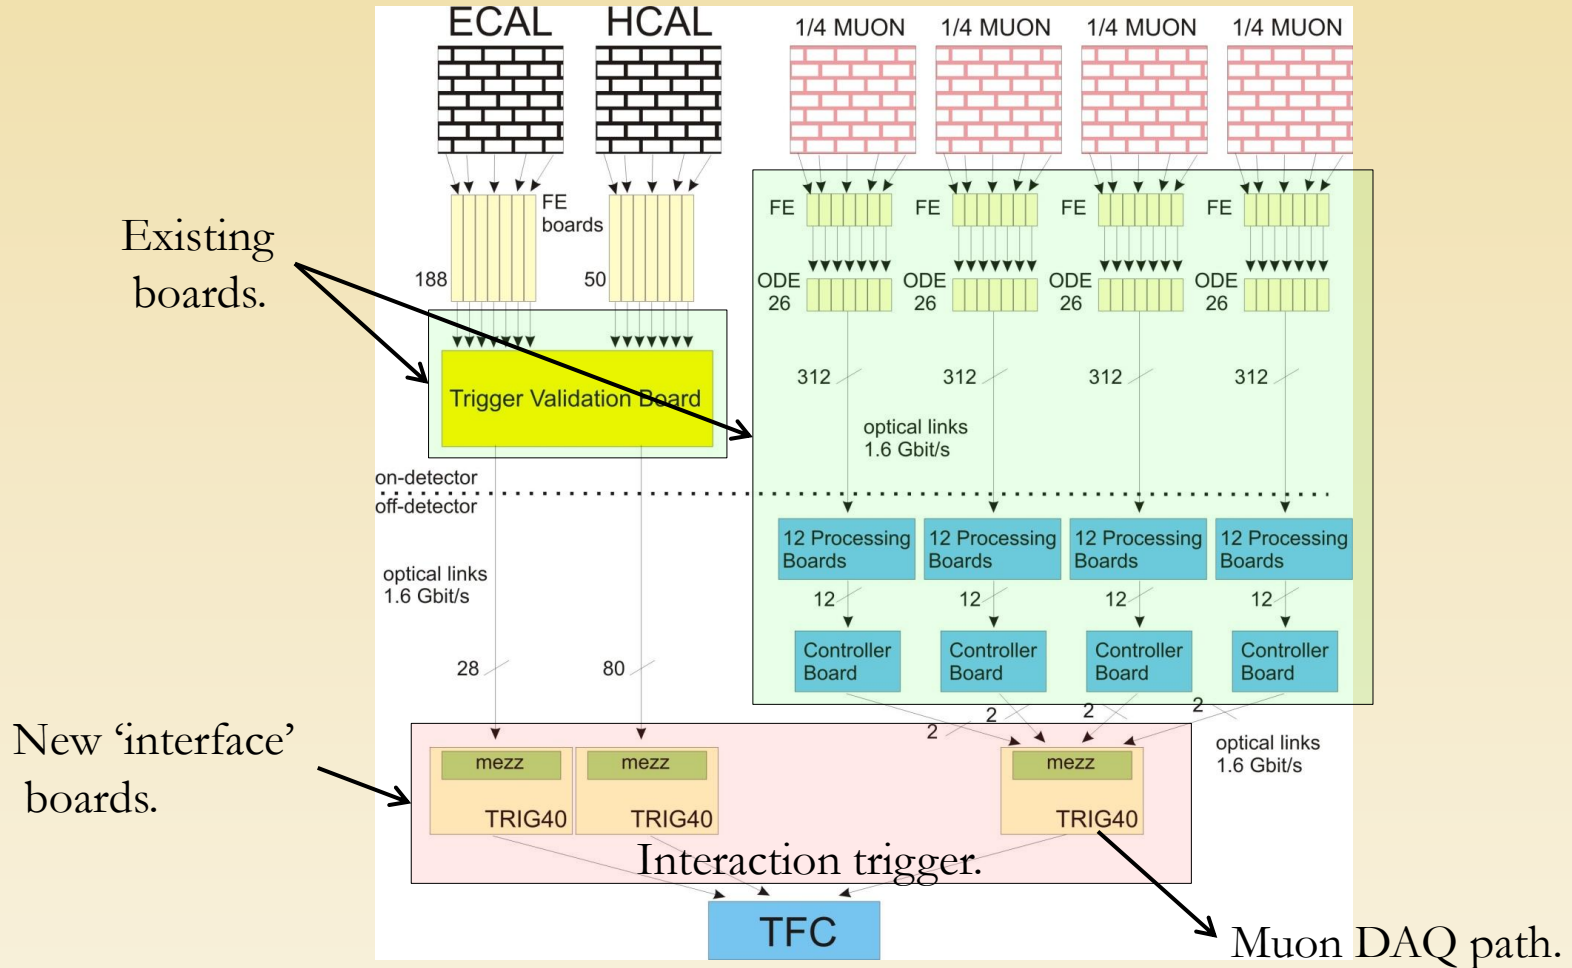 ECAL
HCAL
1/4 MUON
1/4 MUON
1/4 MUON
1/4 MUON
FE
boards
188
50
FE
FE
FE
FE
ODE
26
ODE
26
ODE
26
ODE
26
Existing
boards.
Trigger Validation Board
312
312
312
312
optical links
1.6 Gbit/s
on-detector
off-detector
12 Processing
Boards
12 Processing
Boards
12 Processing
Boards
12 Processing
Boards
optical links
1.6 Gbit/s
12
12
12
12
Controller
Board
Controller
Board
Controller
Board
Controller
Board
28
80
2
2
2
2
optical links
1.6 Gbit/s
New ‘interface’
boards.
mezz
TRIG40
mezz
TRIG40
mezz
TRIG40
Interaction trigger.
TFC
Muon DAQ path.